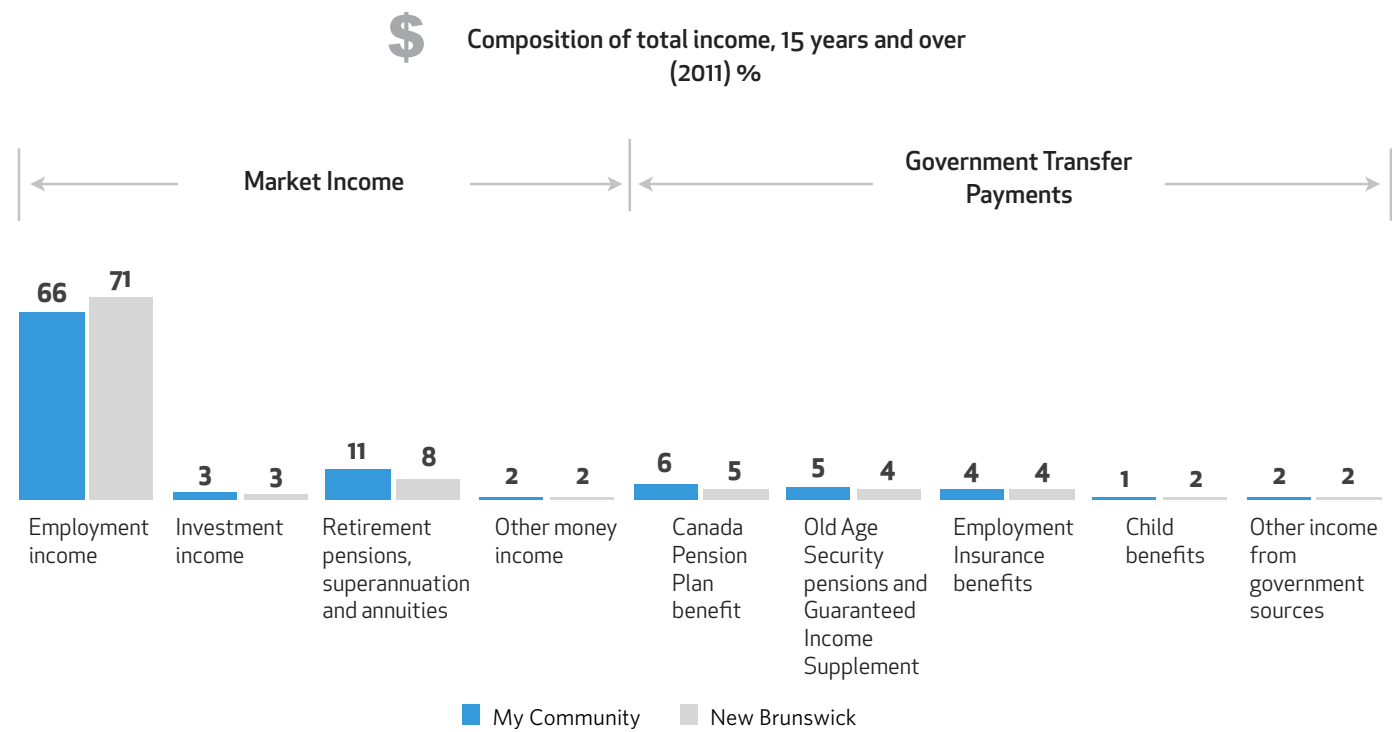 $
Composition of total income, 15 years and over
(2011) %
Market Income
Government Transfer
Payments
66
71
3
3
11
8
2
2
6
5
5
4
4
4
1
2
2
2
Employment
income
Investment
income
Retirement
pensions,
superannuation
and annuities
Other money
income
Canada
Pension
Plan
benefit
Old Age
Security
pensions and
Guaranteed
Income
Supplement
Employment
Insurance
benefits
Child
benefits
Other income
from
government
sources
My Community
New Brunswick